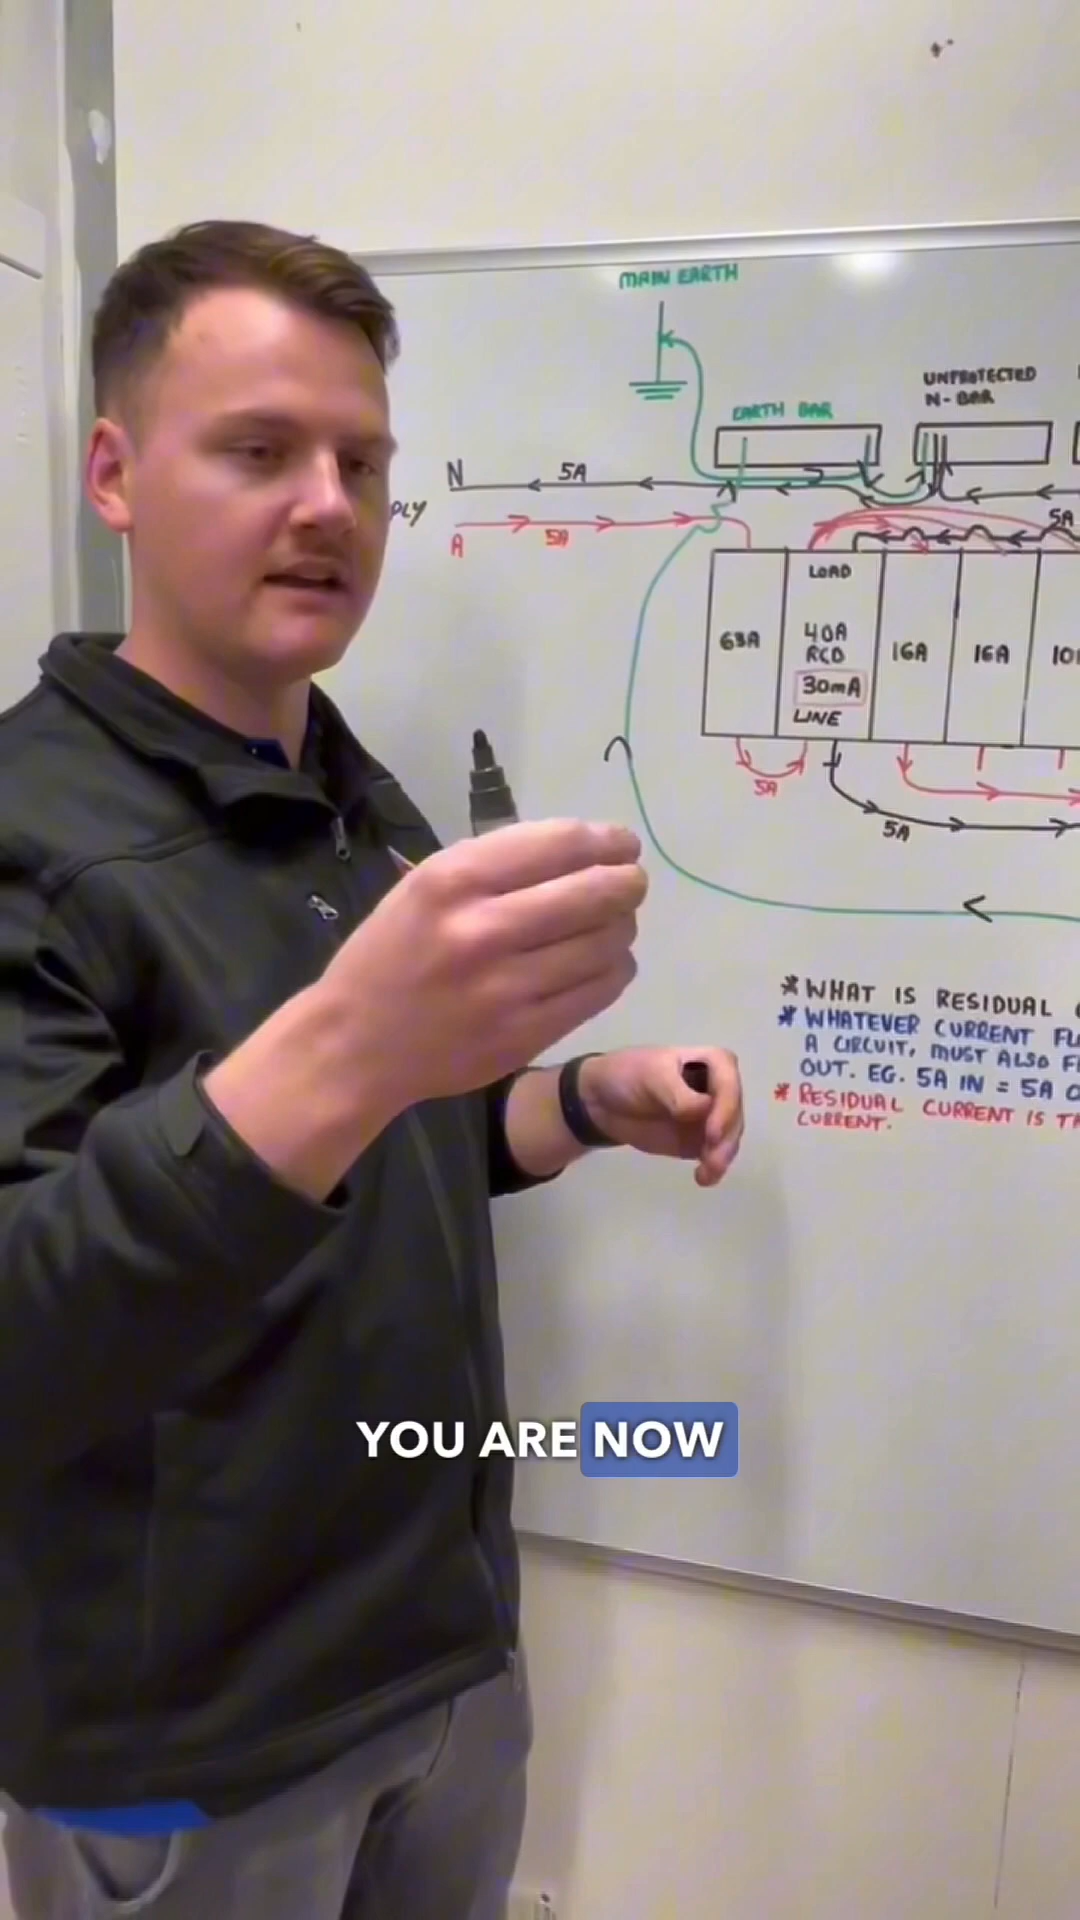 MAIN EARTH
UNPROTECTED
N-BAR
EARTH BAR
N
5A
PLY
A
5A
5A
LOAD
63A
40A
RCD
30mA
LINE
16A
16A
5A
5A
*WHAT IS RESIDUAL
*WHATEVER CURRENT
A CIRCUIT, MUST ALSO
OUT. EG. 5A IN = 5A
*RESIDUAL CURRENT IS
CURRENT.
YOU ARE NOW